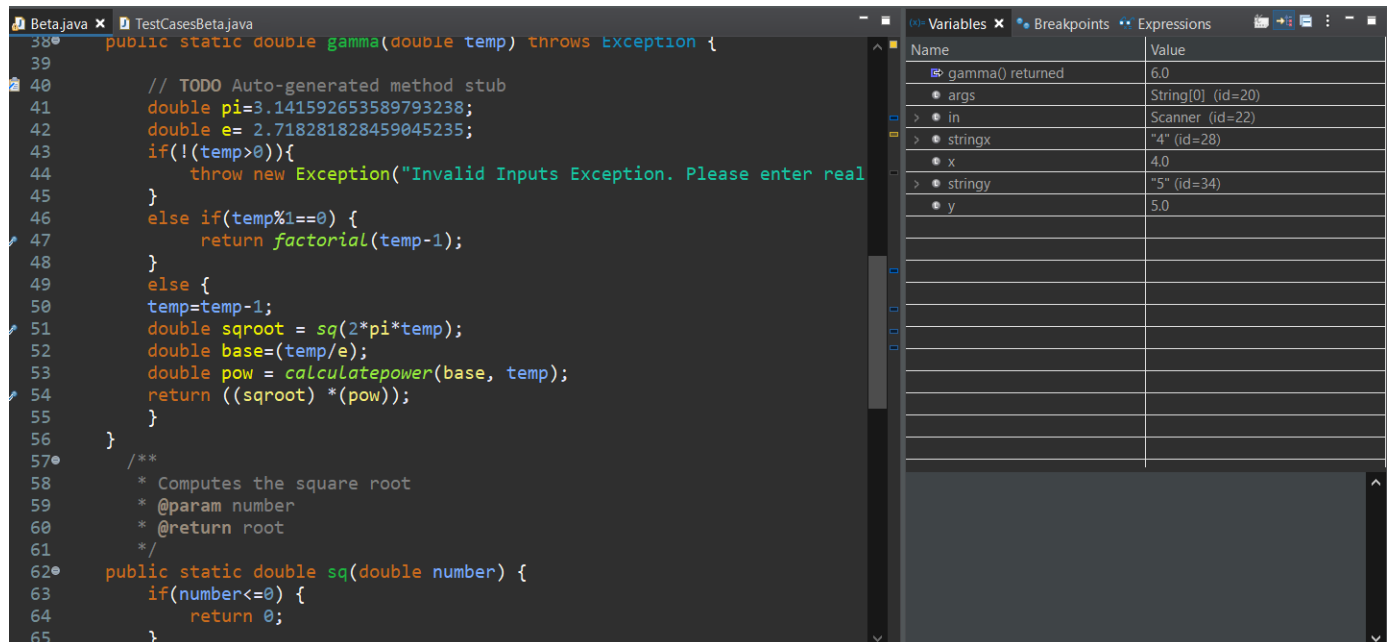 Beta.java TestCasesBeta.java
38 public static double gamma(double temp) throws Exception {
39
40 // TODO Auto-generated method stub
41 double pi=3.1415926535897932​38;
42 double e= 2.718281828459045235;
43 if(!(temp>0)){
44 throw new Exception("Invalid Inputs Exception. Please enter real
45 }
46 else if(temp%1==0) {
47 return factorial(temp-1);
48 }
49 else {
50 temp=temp-1;
51 double sqroot = sq(2*pi*temp);
52 double base=(temp/e);
53 double pow = calculatepower(base, temp);
54 return ((sqroot) *(pow));
55 }
56 }
57 /**
58 * Computes the square root
59 * @param number
60 * @return root
61 */
62 public static double sq(double number) {
63 if(number<=0) {
64 return 0;
65 }
(x)= Variables Breakpoints Expressions
Name Value
gamma() returned 6.0
args String[0] (id=20)
in Scanner (id=22)
stringx "4" (id=28)
x 4.0
stringy "5" (id=34)
y 5.0